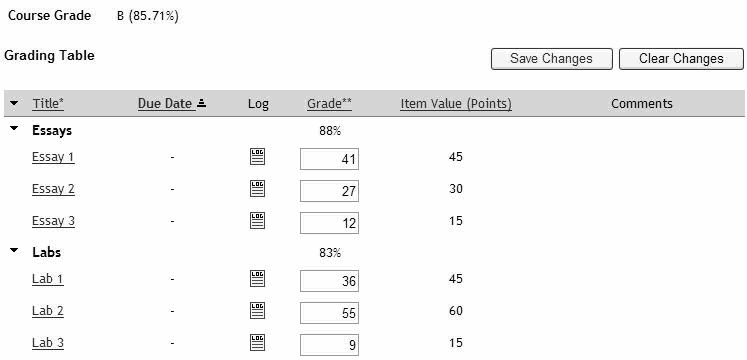 Course Grade B (85.71%)
Grading Table Save Changes Clear Changes
Title* Due Date Log Grade** Item Value (Points) Comments
Essays 88%
Essay 1 - LOG 41 45
Essay 2 - LOG 27 30
Essay 3 - LOG 12 15
Labs 83%
Lab 1 - LOG 36 45
Lab 2 - LOG 55 60
Lab 3 - LOG 9 15